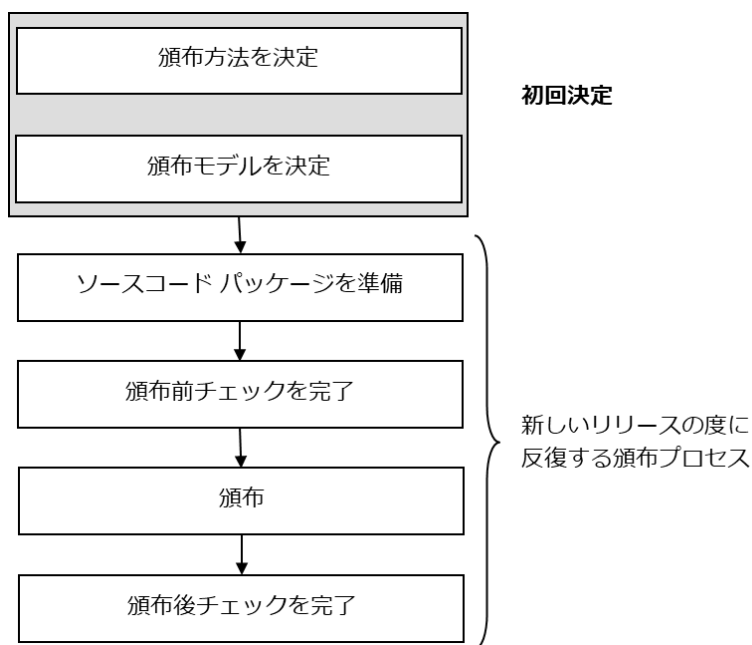 頒布方法を決定
初回決定
頒布モデルを決定
ソースコード パッケージを準備
頒布前チェックを完了
新しいリリースの度に
反復する頒布プロセス
頒布
頒布後チェックを完了